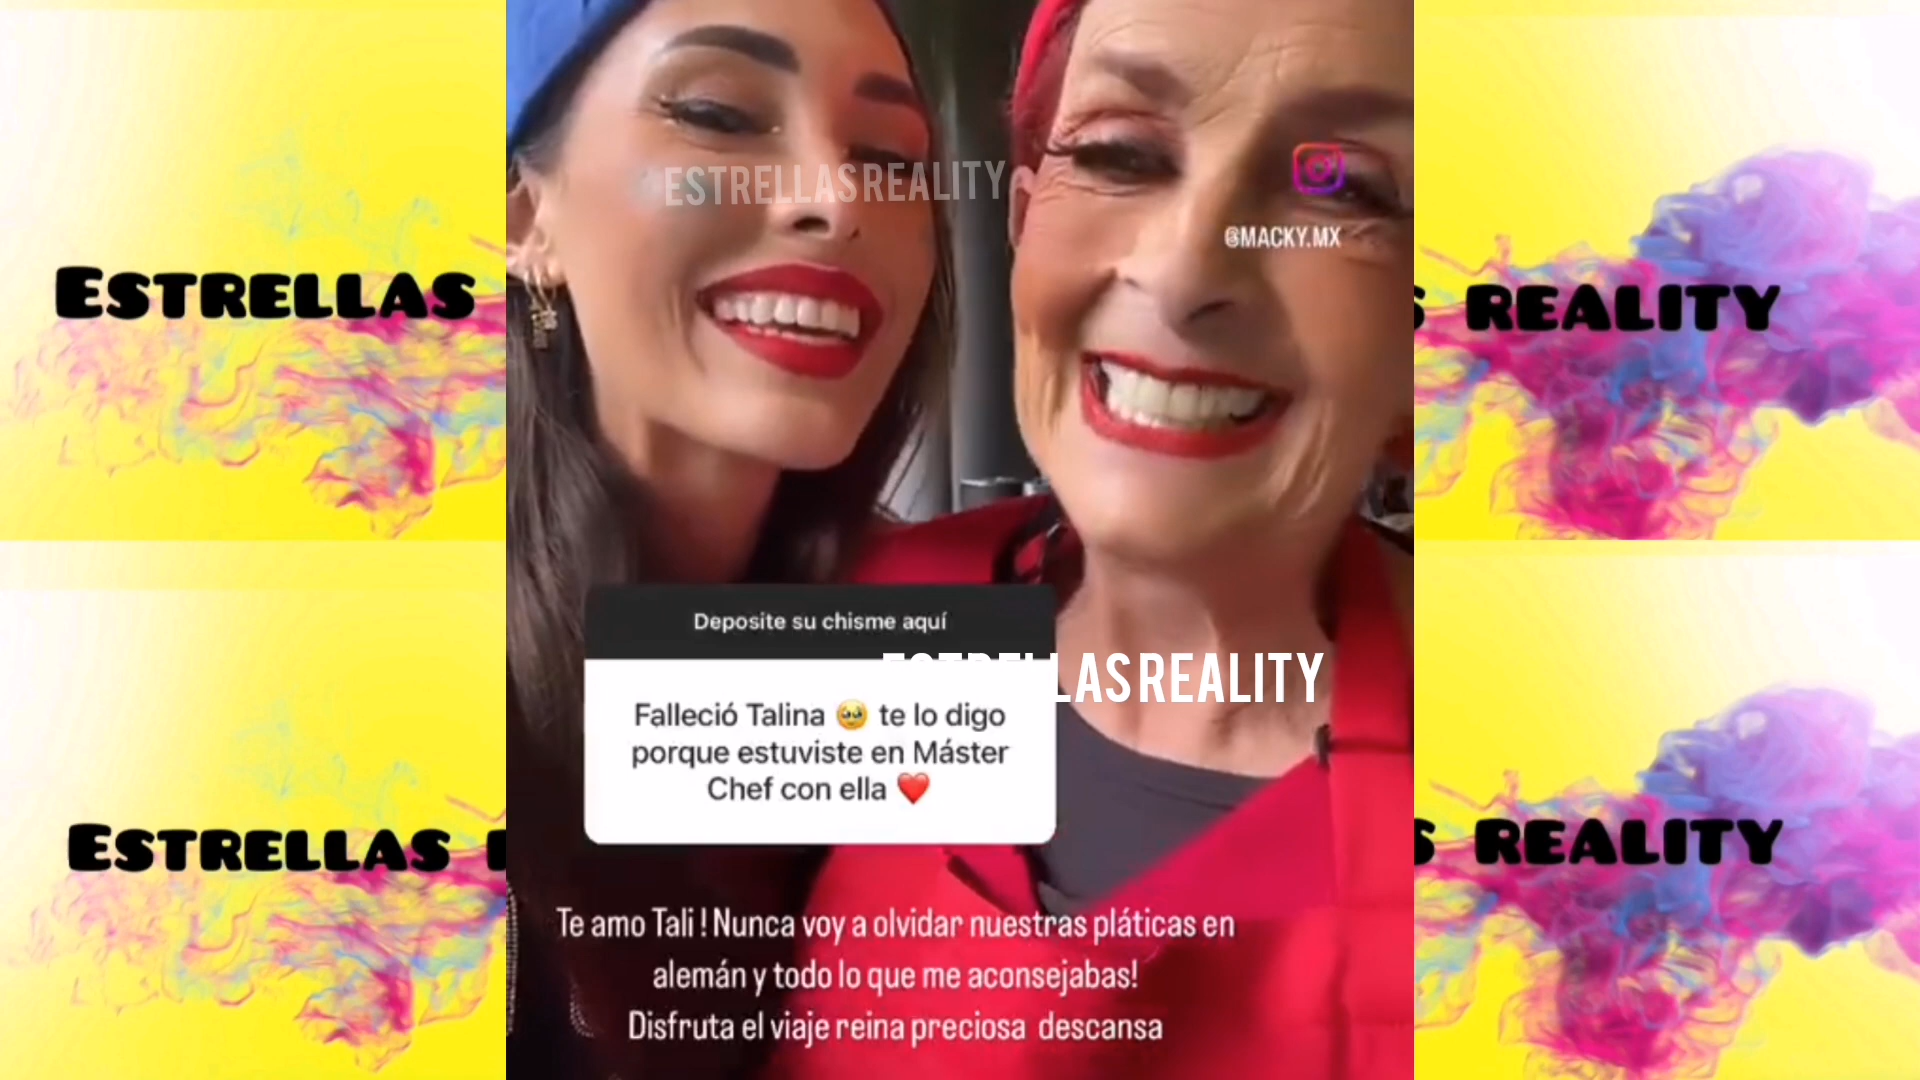 ESTRELLAS
ESTRELLASREALITY
@MACKY.MX
S REALITY
Deposite su chisme aquí
ESTRELLASREALITY
Falleció Talina 🥹 te lo digo
porque estuviste en Máster
Chef con ella ❤️
ESTRELLAS R
S REALITY
Te amo Tali ! Nunca voy a olvidar nuestras pláticas en
alemán y todo lo que me aconsejabas!
Disfruta el viaje reina preciosa descansa